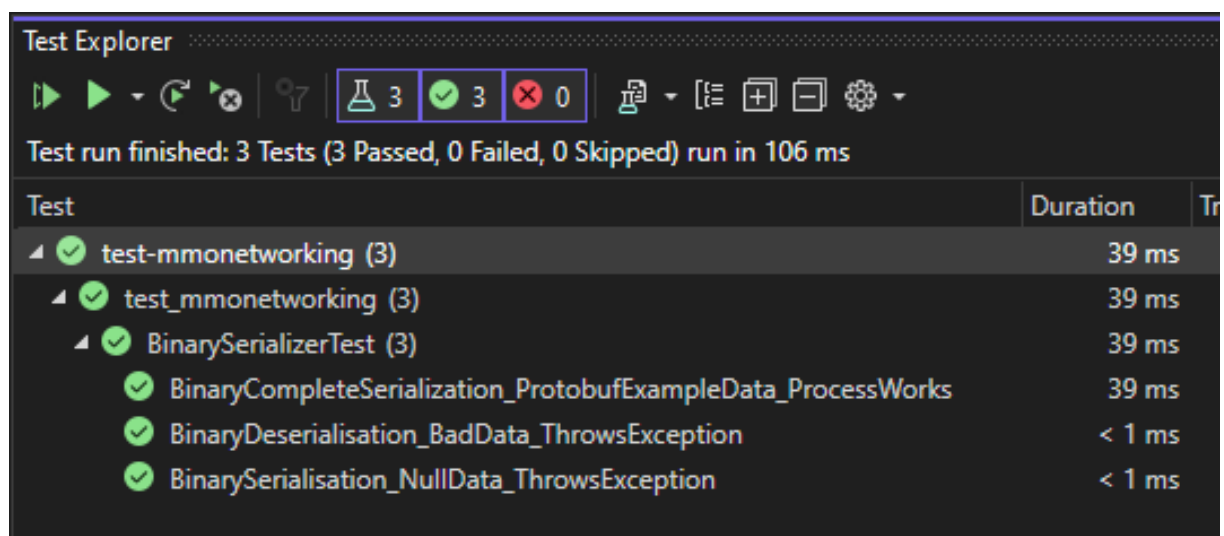 Test Explorer
3 3 0
Test run finished: 3 Tests (3 Passed, 0 Failed, 0 Skipped) run in 106 ms
Test Duration Tr
test-mmonetworking (3) 39 ms
test_mmonetworking (3) 39 ms
BinarySerializerTest (3) 39 ms
BinaryCompleteSerialization_ProtobufExampleData_ProcessWorks 39 ms
BinaryDeserialisation_BadData_ThrowsException < 1 ms
BinarySerialisation_NullData_ThrowsException < 1 ms